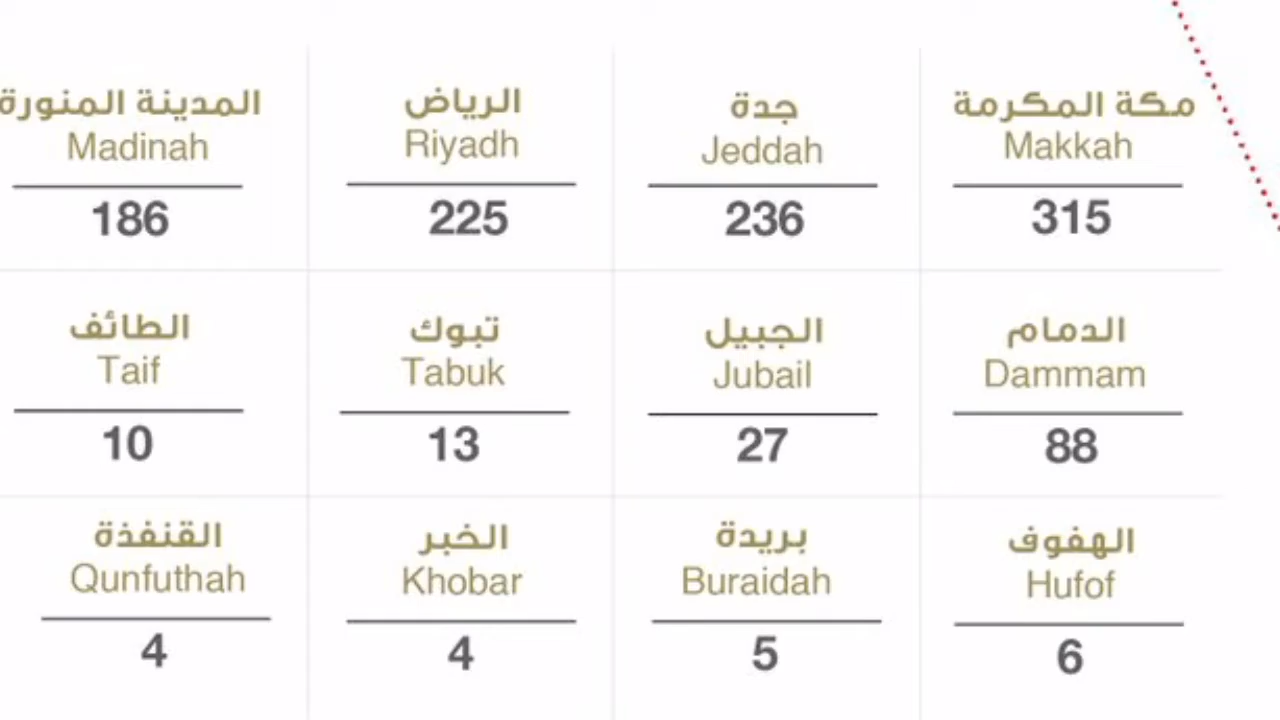 مكة المكرمة
Makkah
315
جدة
Jeddah
236
الرياض
Riyadh
225
المدينة المنورة
Madinah
186
الدمام
Dammam
88
الجبيل
Jubail
27
تبوك
Tabuk
13
الطائف
Taif
10
الهفوف
Hufof
6
بريدة
Buraidah
5
الخبر
Khobar
4
القنفذة
Qunfuthah
4